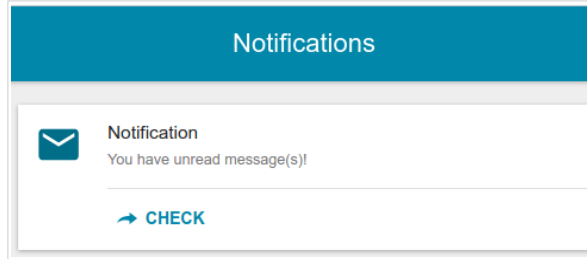 Notifications
Notification
You have unread message(s)!
CHECK